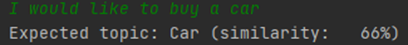 I would like to buy a car
Expected topic: Car (similarity:   66%)